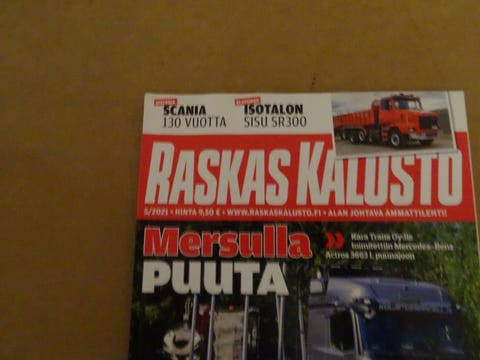 SCANIA
130 VUOTTA
ISOTALON
SISU SR300
RASKAS KALUSTO
5/2021 • HINTA 9,50 € • WWW.RASKASKALUSTO.FI • ALAN JOHTAVA AMMATTILEHTI!
Mersulla
PUUTA
Kara Trans Oy:lle
toimitettiin Mercedes-Benz
Actros 3663 L puunajoon